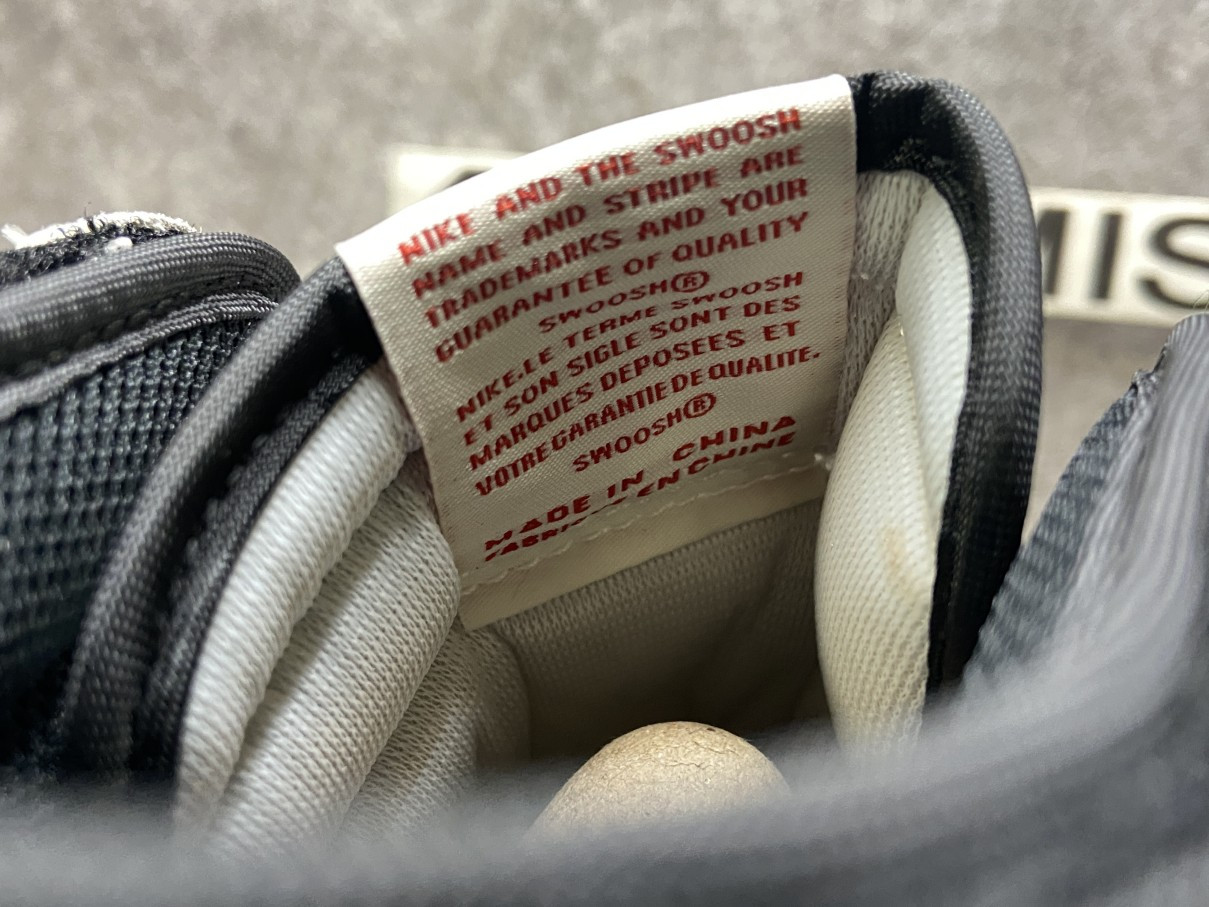 NIKE AND THE SWOOSH
NAME AND STRIPE ARE
TRADEMARKS AND YOUR
GUARANTEE OF QUALITY
SWOOSH®
NIKE.LE TERME SWOOSH
ET SON SIGLE SONT DES
MARQUES DEPOSEES ET
VOTRE GARANTIE DE QUALITE.
SWOOSH®
MADE IN CHINA
EN CHINE
MIS